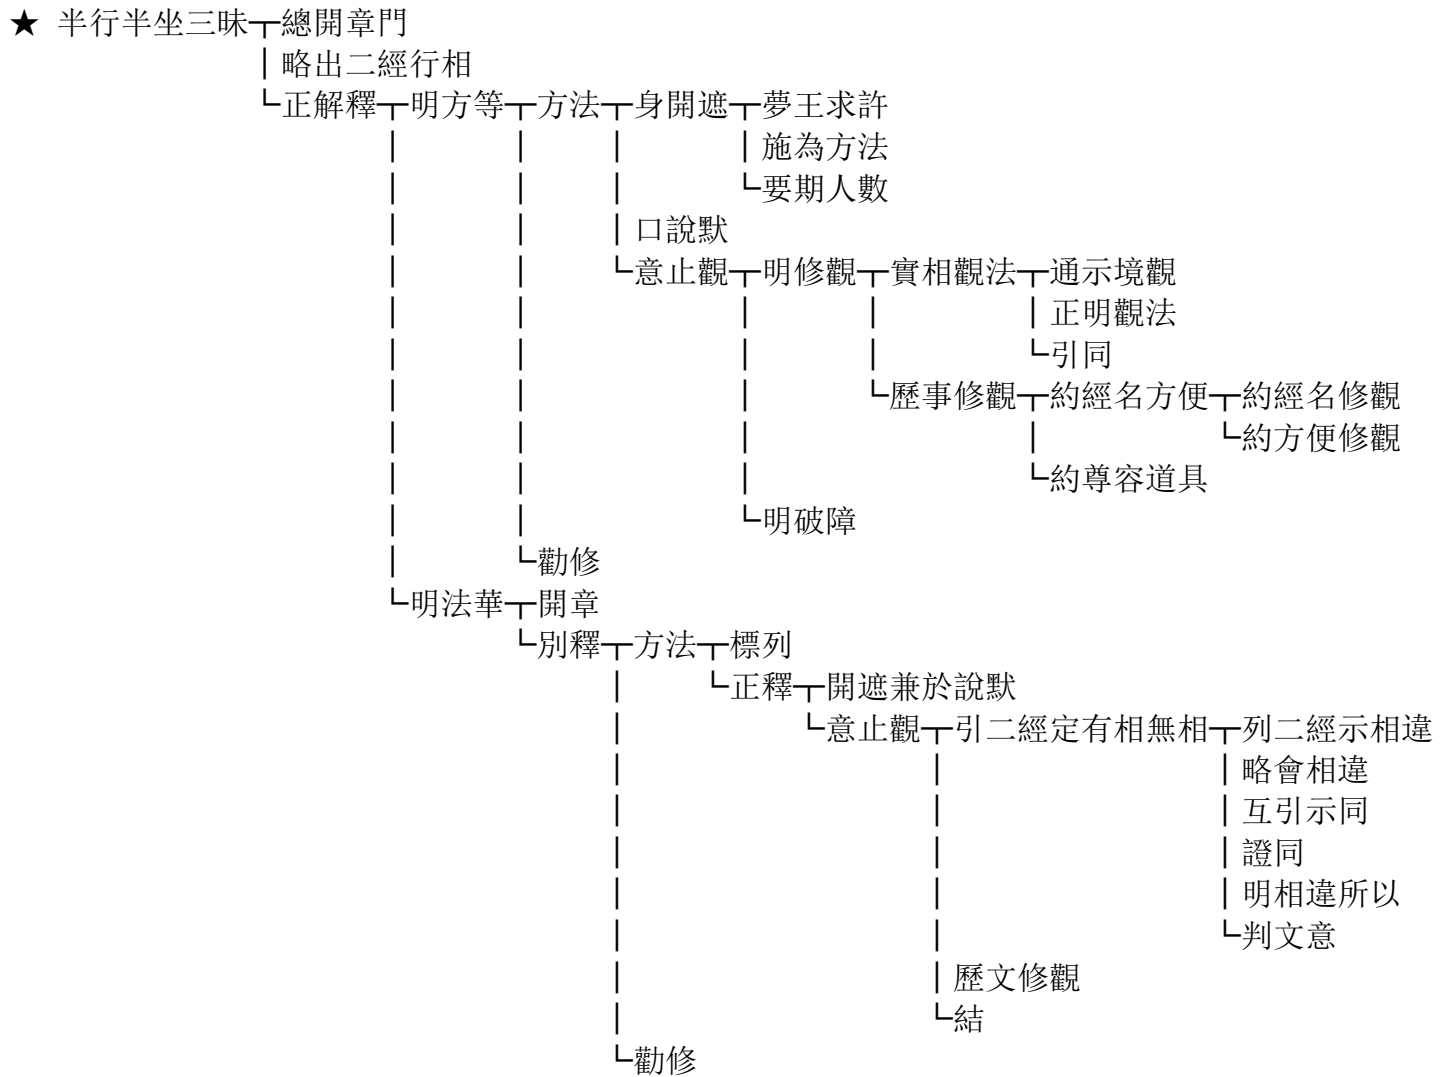 ★ 半行半坐三昧┬總開章門
│略出二經行相
└正解釋┬明方等┬方法┬身開遮┬夢王求許
│ │ │ │施為方法
│ │ │ └要期人數
│ │ │口說默
│ │ └意止觀┬明修觀┬實相觀法┬通示境觀
│ │ │ │ │正明觀法
│ │ │ │ └引同
│ │ │ └歷事修觀┬約經名方便┬約經名修觀
│ │ │ │ └約方便修觀
│ │ │ └約尊容道具
│ │ └明破障
│ └勸修
└明法華┬開章
└別釋┬方法┬標列
│ └正釋┬開遮兼於說默
│ └意止觀┬引二經定有相無相┬列二經示相違
│ │ │略會相違
│ │ │互引示同
│ │ │證同
│ │ │明相違所以
│ │ └判文意
│ │歷文修觀
│ └結
└勸修